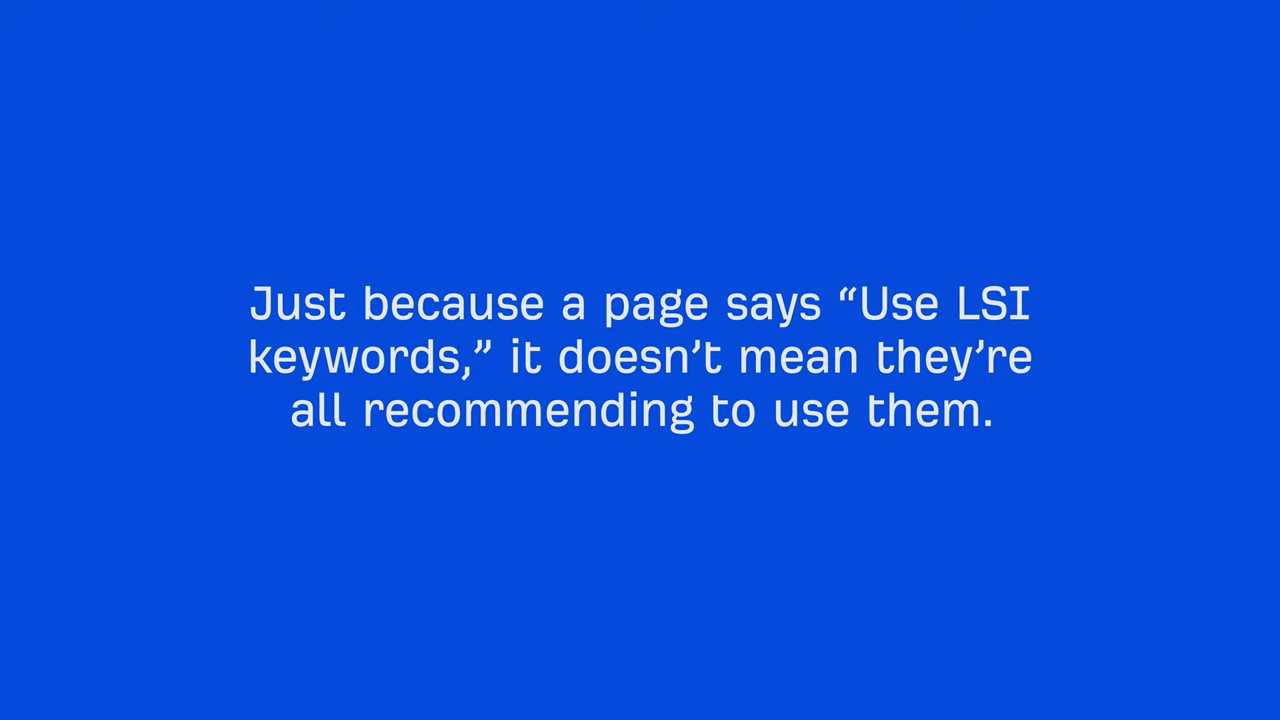 Just because a page says “Use LSI
keywords,” it doesn’t mean they’re
all recommending to use them.